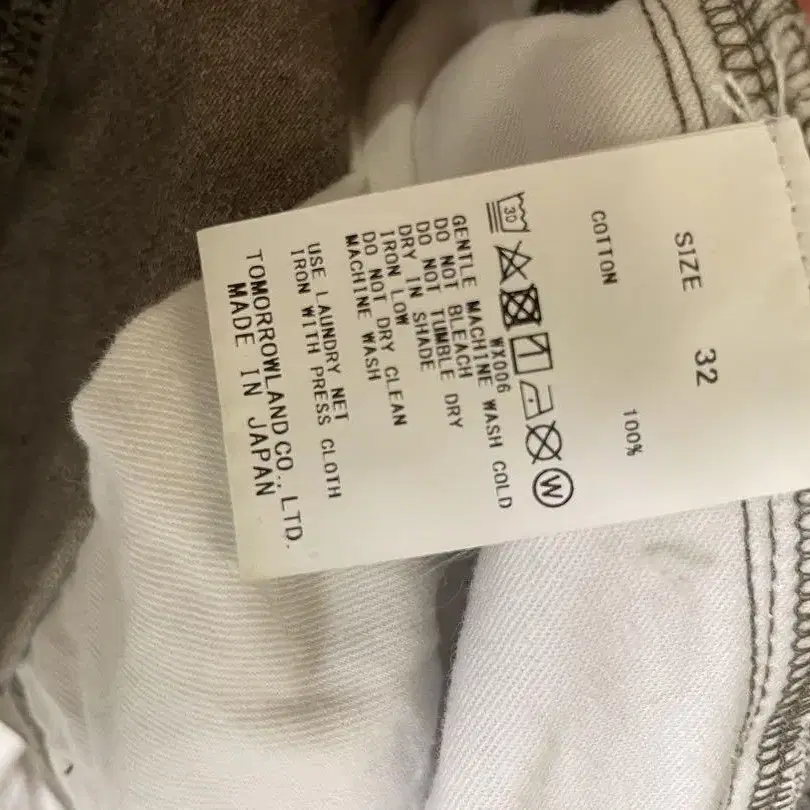 SIZE 32
COTTON 100%
30
W
WX006
GENTLE MACHINE WASH COLD
DO NOT BLEACH
DO NOT TUMBLE DRY
DRY IN SHADE
IRON LOW
DO NOT DRY CLEAN
MACHINE WASH
USE LAUNDRY NET
IRON WITH PRESS CLOTH
TOMORROWLAND CO., LTD.
MADE IN JAPAN